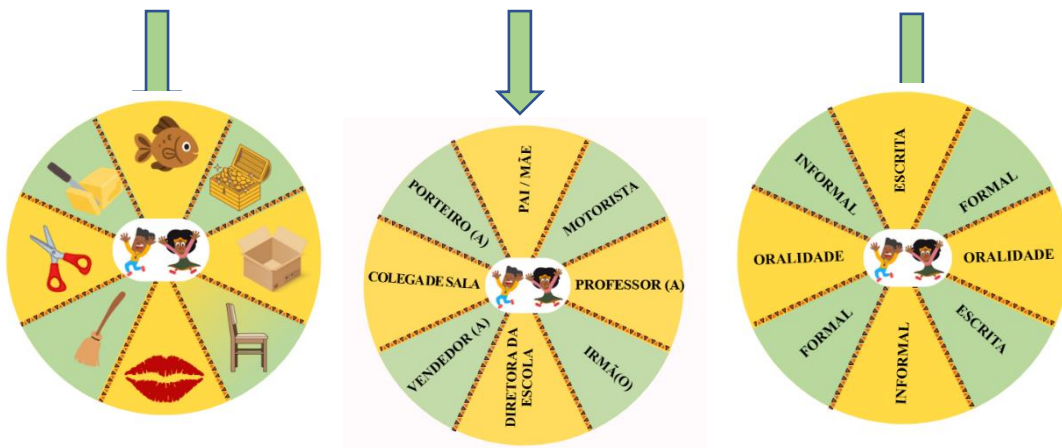 PAI / MÃE
MOTORISTA
PROFESSOR (A)
IRMÃ(O)
DIRETORA DA
ESCOLA
VENDEDOR (A)
COLEGA DE SALA
PORTEIRO (A)
ESCRITA
FORMAL
ORALIDADE
ESCRITA
INFORMAL
FORMAL
ORALIDADE
INFORMAL